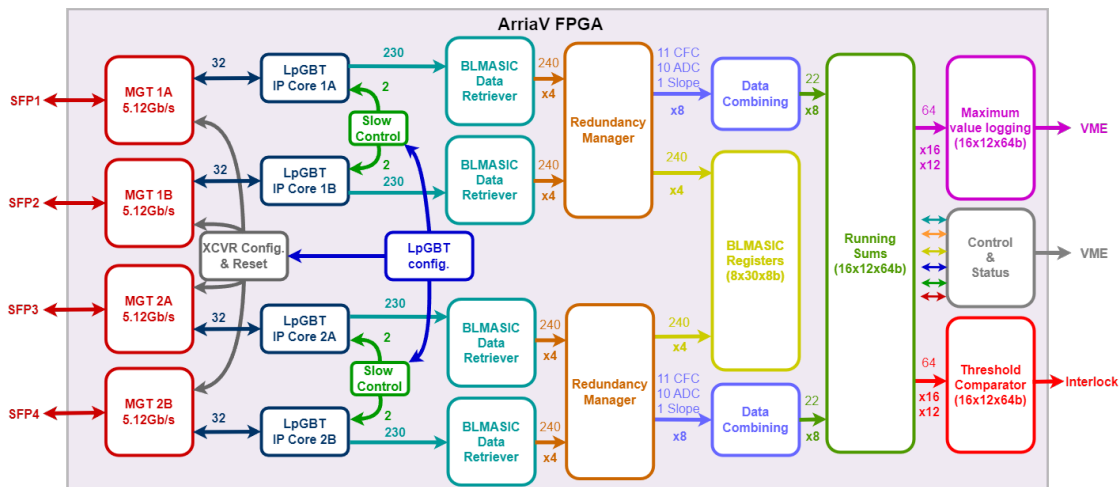 ArriaV FPGA
SFP1
MGT 1A
5.12Gb/s
32
LpGBT
IP Core 1A
230
BLMASIC
Data
Retriever
240
x4
2
Slow
Control
2
SFP2
MGT 1B
5.12Gb/s
32
LpGBT
IP Core 1B
230
BLMASIC
Data
Retriever
240
x4
Redundancy
Manager
11 CFC
10 ADC
1 Slope
x8
Data
Combining
22
x8
240
x4
XCVR Config.
& Reset
LpGBT
config.
BLMASIC
Registers
(8x30x8b)
Running
Sums
(16x12x64b)
64
x16
x12
Maximum
value logging
(16x12x64b)
VME
Control
&
Status
VME
SFP3
MGT 2A
5.12Gb/s
32
LpGBT
IP Core 2A
230
BLMASIC
Data
Retriever
240
x4
2
Slow
Control
2
SFP4
MGT 2B
5.12Gb/s
32
LpGBT
IP Core 2B
230
BLMASIC
Data
Retriever
240
x4
Redundancy
Manager
240
x4
11 CFC
10 ADC
1 Slope
x8
Data
Combining
22
x8
64
x16
x12
Threshold
Comparator
(16x12x64b)
Interlock